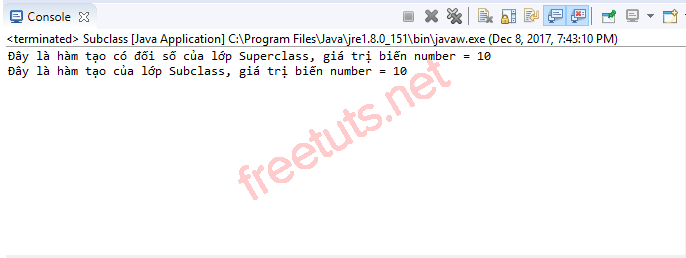 Console
<terminated> Subclass [Java Application] C:\Program Files\Java\jre1.8.0_151\bin\javaw.exe (Dec 8, 2017, 7:43:10 PM)
Đây là hàm tạo có đối số của lớp Superclass, giá trị biến number = 10
Đây là hàm tạo của lớp Subclass, giá trị biến number = 10
freetuts.net